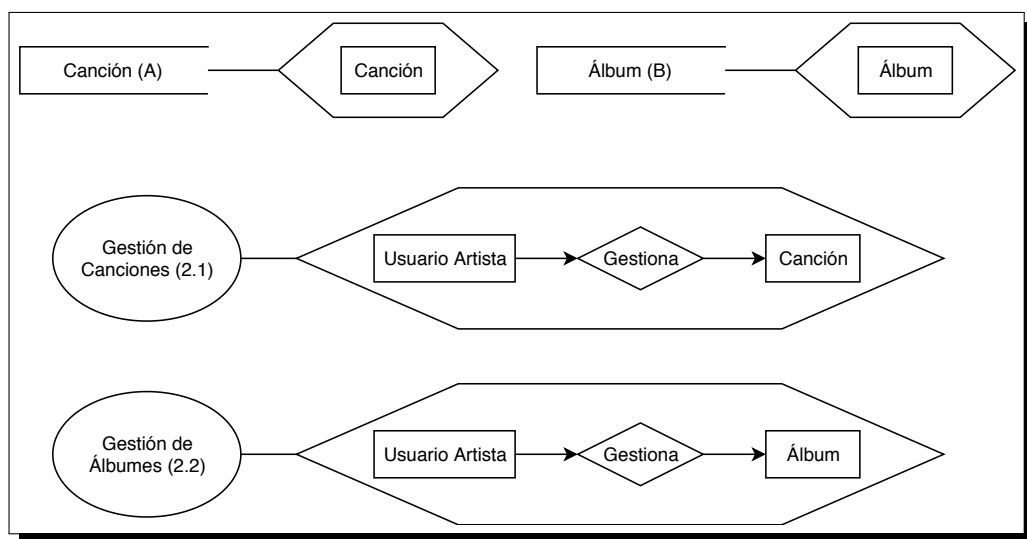 Canción (A)
Canción
Álbum (B)
Álbum
Gestión de
Canciones (2.1)
Usuario Artista
Gestiona
Canción
Gestión de
Álbumes (2.2)
Usuario Artista
Gestiona
Álbum